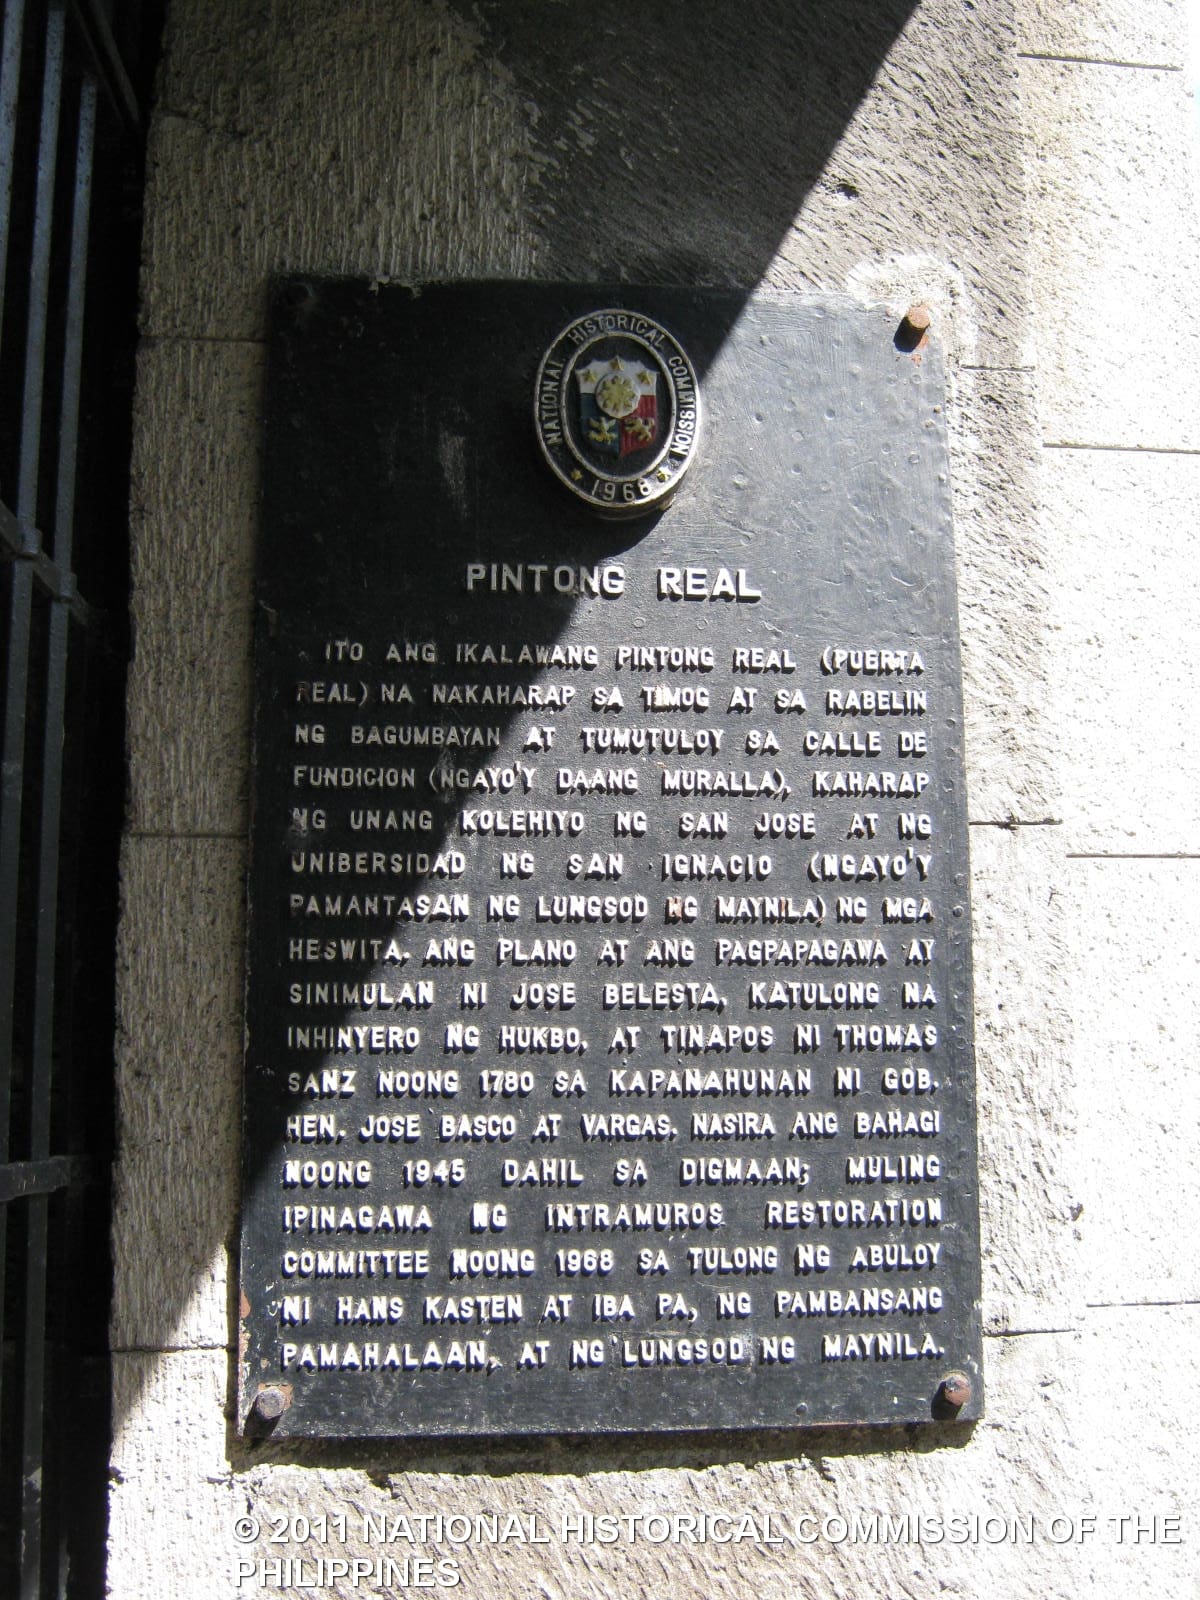 NATIONAL HISTORICAL COMMISSION
1968
PINTONG REAL
ITO ANG IKALAWANG PINTONG REAL (PUERTA
REAL) NA NAKAHARAP SA TIMOG AT SA RABELIN
NG BAGUMBAYAN AT TUMUTULOY SA CALLE DE
FUNDICION (NGAYO'Y DAANG MURALLA), KAHARAP
NG UNANG KOLEHIYO NG SAN JOSE AT NG
UNIBERSIDAD NG SAN IGNACIO (NGAYO'Y
PAMANTASAN NG LUNGSOD NG MAYNILA) NG MGA
HESWITA. ANG PLANO AT ANG PAGPAPAGAWA AY
SINIMULAN NI JOSE BELESTA, KATULONG NA
INHINYERO NG HUKBO, AT TINAPOS NI THOMAS
SANZ NOONG 1780 SA KAPANAHUNAN NI GOB.
HEN. JOSE BASCO AT VARGAS. NASIRA ANG BAHAGI
NOONG 1945 DAHIL SA DIGMAAN; MULING
IPINAGAWA NG INTRAMUROS RESTORATION
COMMITTEE NOONG 1968 SA TULONG NG ABULOY
NI HANS KASTEN AT IBA PA, NG PAMBANSANG
PAMAHALAAN, AT NG LUNGSOD NG MAYNILA.
© 2011 NATIONAL HISTORICAL COMMISSION OF THE
PHILIPPINES